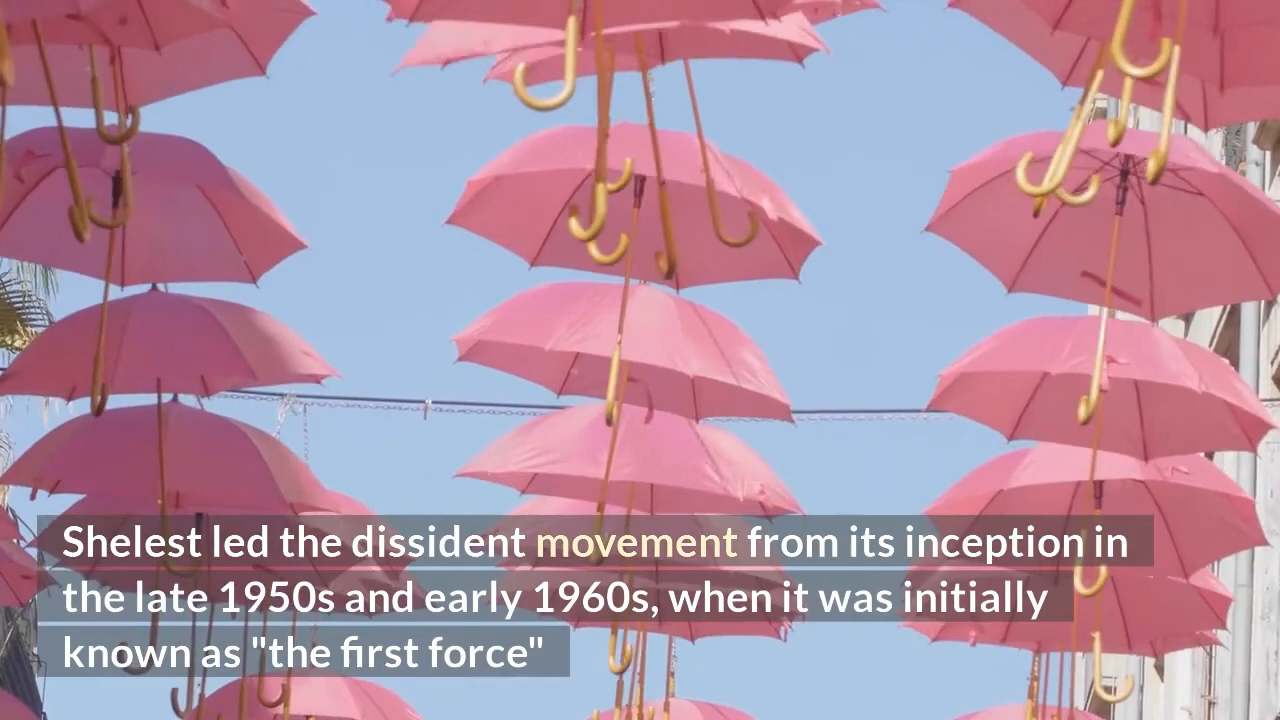 Shelest led the dissident movement from its inception in
the late 1950s and early 1960s, when it was initially
known as "the first force"